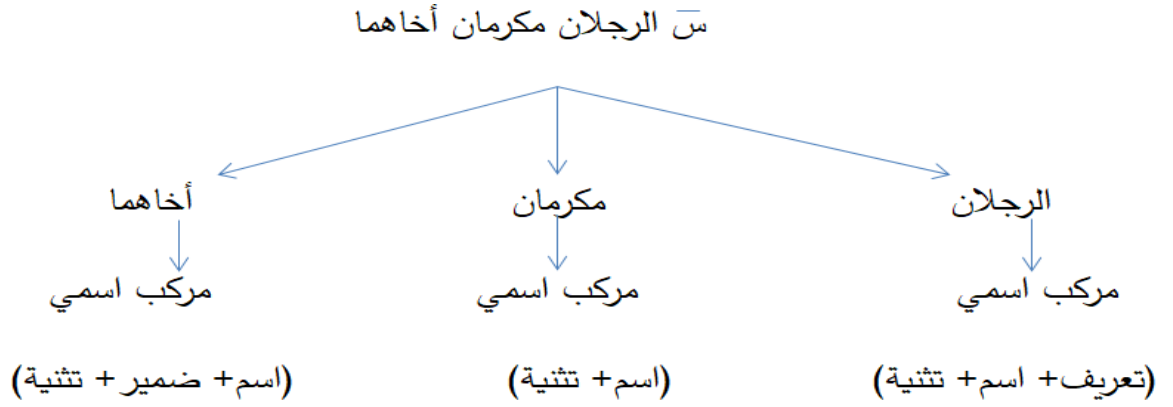 سَ الرجلان مكرمان أخاهما
الرجلان مكرمان أخاهما
مركب اسمي مركب اسمي مركب اسمي
(تعريف+ اسم+ تثنية) (اسم+ تثنية) (اسم+ ضمير+ تثنية)